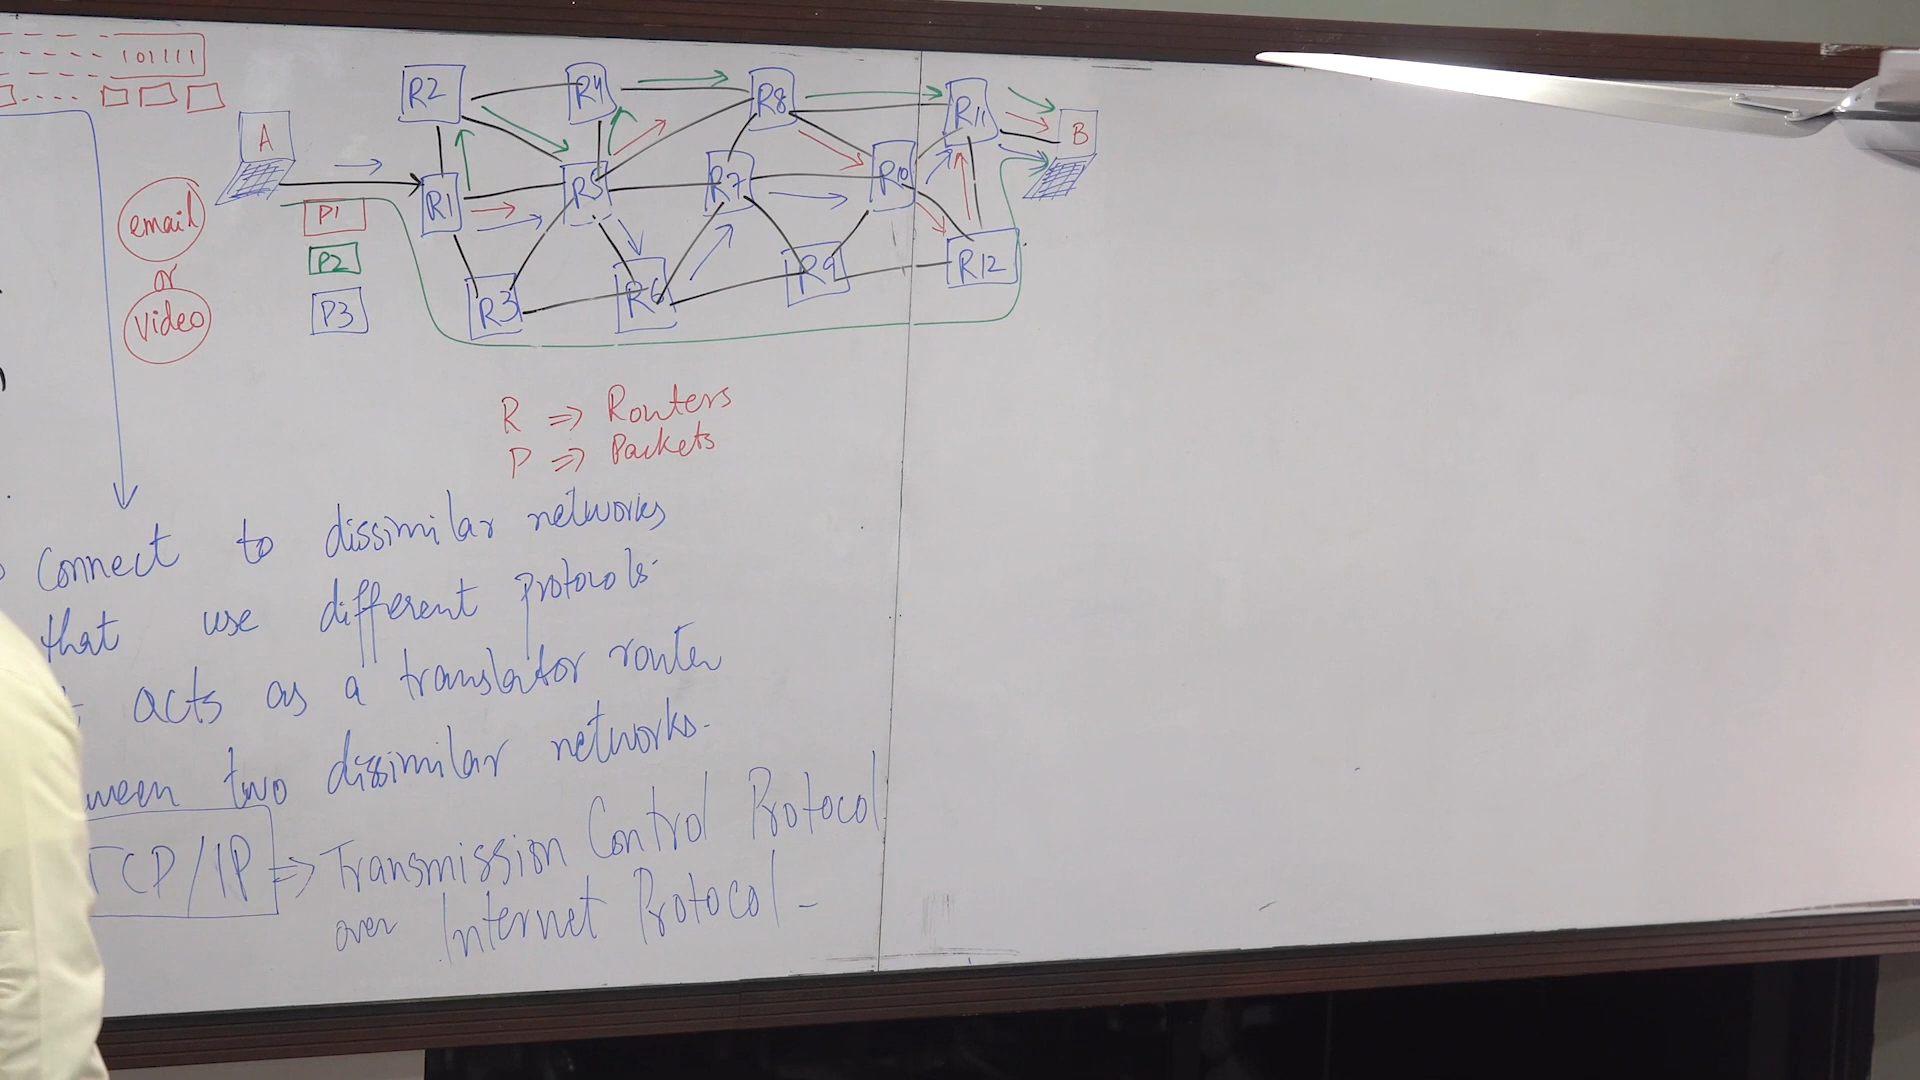 101111
R2
R4
R8
R11
A
B
R1
R5
R7
R10
email
or
video
P1
P2
P3
R3
R6
R9
R12
R => Routers
P => Packets
Connect to dissimilar networks
that use different protocols.
acts as a translator router
ween two dissimilar networks.
TCP/IP => Transmission Control Protocol
over Internet Protocol.